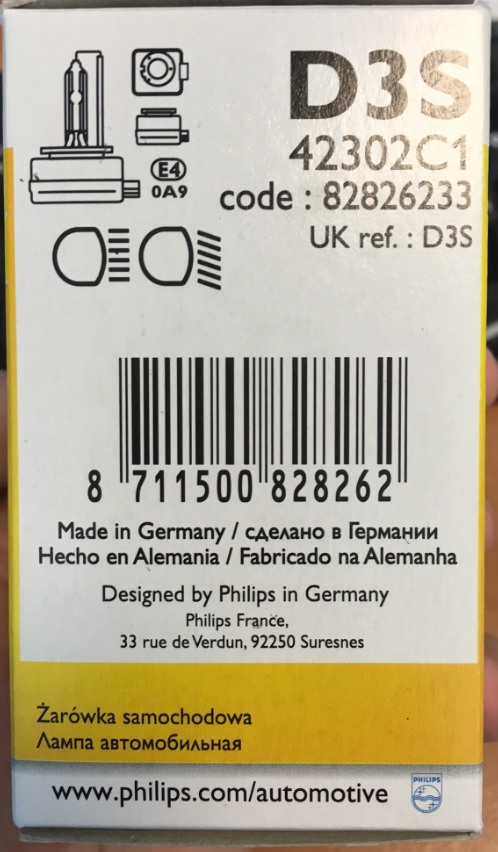 D3S
42302C1
E4
0A9
code : 82826233
UK ref. : D3S
8 711500 828262
Made in Germany / сделано в Германии
Hecho en Alemania / Fabricado na Alemanha
Designed by Philips in Germany
Philips France,
33 rue de Verdun, 92250 Suresnes
Żarówka samochodowa
Лампа автомобильная
www.philips.com/automotive
PHILIPS